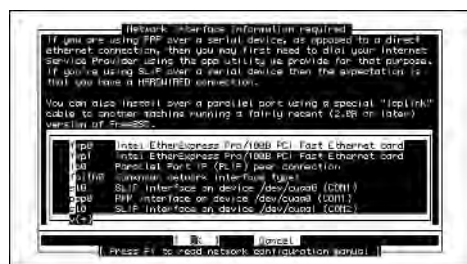 Network interface information required
If you are using PPP over a serial device, as opposed to a direct
ethernet connection, then you may first need to dial your Internet
Service Provider using the ppp utility we provide for that purpose.
If you're using SLIP over a serial device then the expectation is
that you have a HARDWIRED connection.
You can also install over a parallel port using a special "laplink"
cable to another machine running a fairly recent (2.0R or later)
version of FreeBSD.
fxp0 Intel EtherExpress Pro/100B PCI Fast Ethernet card
fxp1 Intel EtherExpress Pro/100B PCI Fast Ethernet card
lp0 Parallel Port IP (PLIP) peer connection
faith0 network interface type
sl0 SLIP interface on device /dev/cuaa0 (COM1)
ppp0 PPP interface on device /dev/cuaa0 (COM1)
sl0 SLIP interface on device /dev/cuaa1 (COM2)
v(+)
OK Cancel
[ Press F1 to read network configuration manual ]